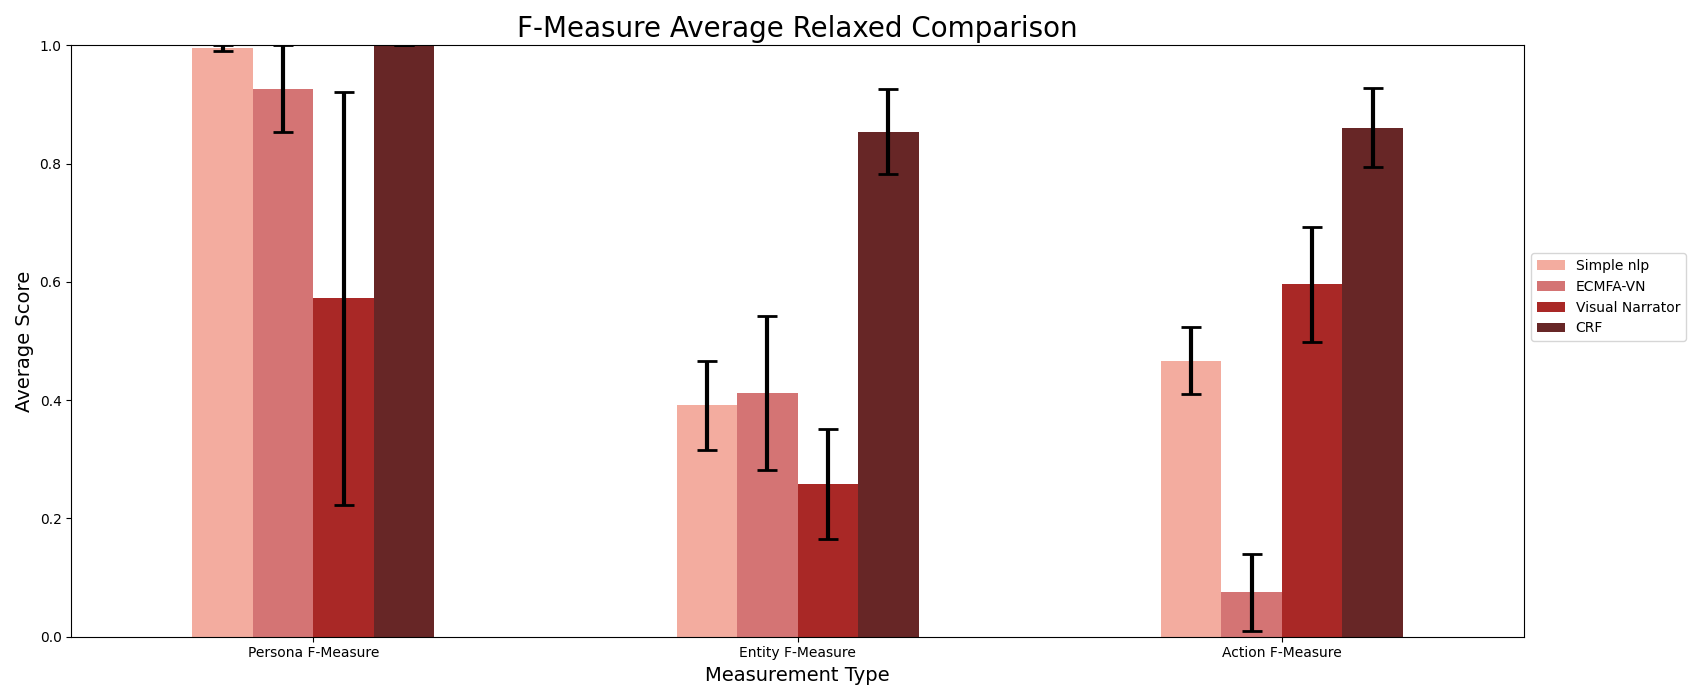 F-Measure Average Relaxed Comparison
1.0
0.8
0.6
0.4
0.2
0.0
Average Score
Persona F-Measure
Entity F-Measure
Action F-Measure
Measurement Type
Simple nlp
ECMFA-VN
Visual Narrator
CRF